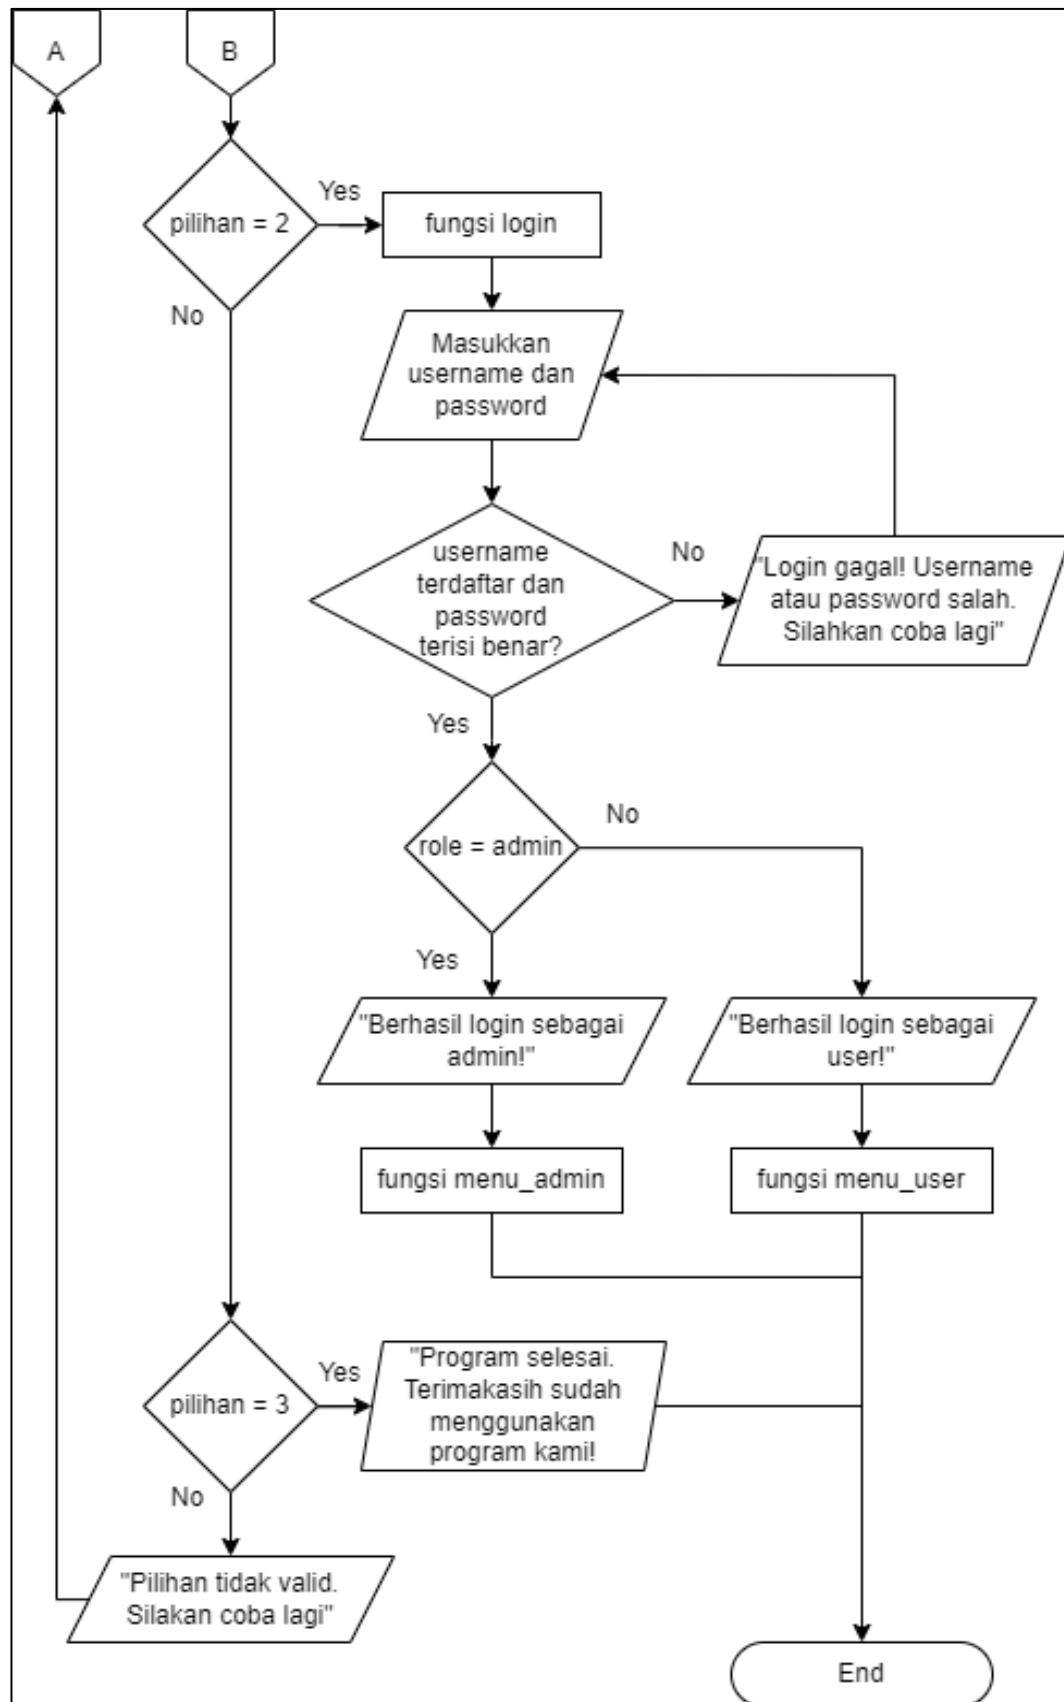 A
B
Yes
pilihan = 2
fungsi login
No
Masukkan
username dan
password
username
terdaftar dan
password
terisi benar?
No
"Login gagal! Username
atau password salah.
Silahkan coba lagi"
Yes
role = admin
No
Yes
"Berhasil login sebagai
admin!"
"Berhasil login sebagai
user!"
fungsi menu_admin
fungsi menu_user
pilihan = 3
Yes
"Program selesai.
Terimakasih sudah
menggunakan
program kami!
No
"Pilihan tidak valid.
Silakan coba lagi"
End